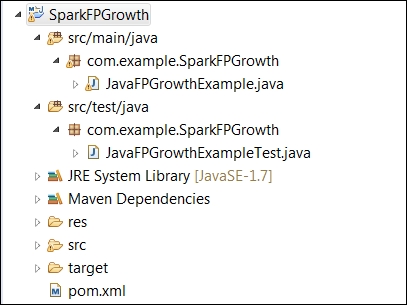 SparkFPGrowth
src/main/java
com.example.SparkFPGrowth
JavaFPGrowthExample.java
src/test/java
com.example.SparkFPGrowth
JavaFPGrowthExampleTest.java
JRE System Library [JavaSE-1.7]
Maven Dependencies
res
src
target
pom.xml